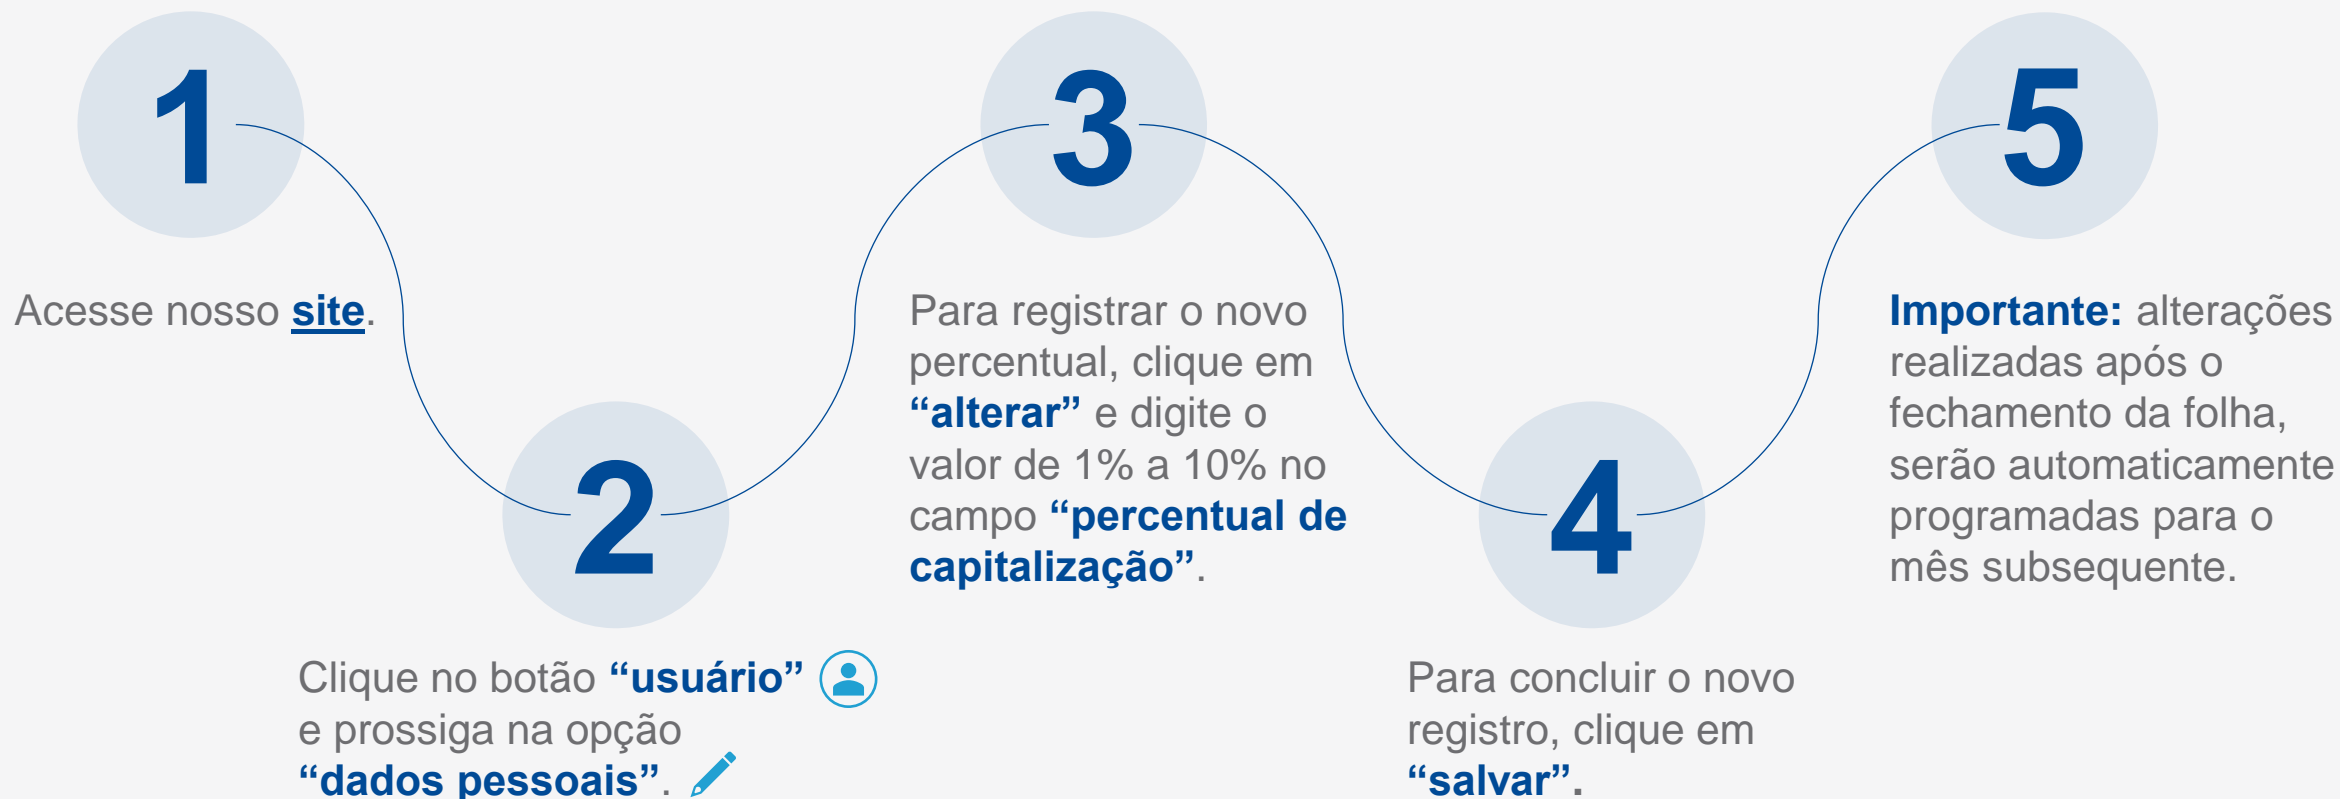 1
Acesse nosso site.
2
Clique no botão “usuário”
e prossiga na opção
“dados pessoais”.
3
Para registrar o novo
percentual, clique em
“alterar” e digite o
valor de 1% a 10% no
campo “percentual de
capitalização”.
4
Para concluir o novo
registro, clique em
“salvar”.
5
Importante: alterações
realizadas após o
fechamento da folha,
serão automaticamente
programadas para o
mês subsequente.